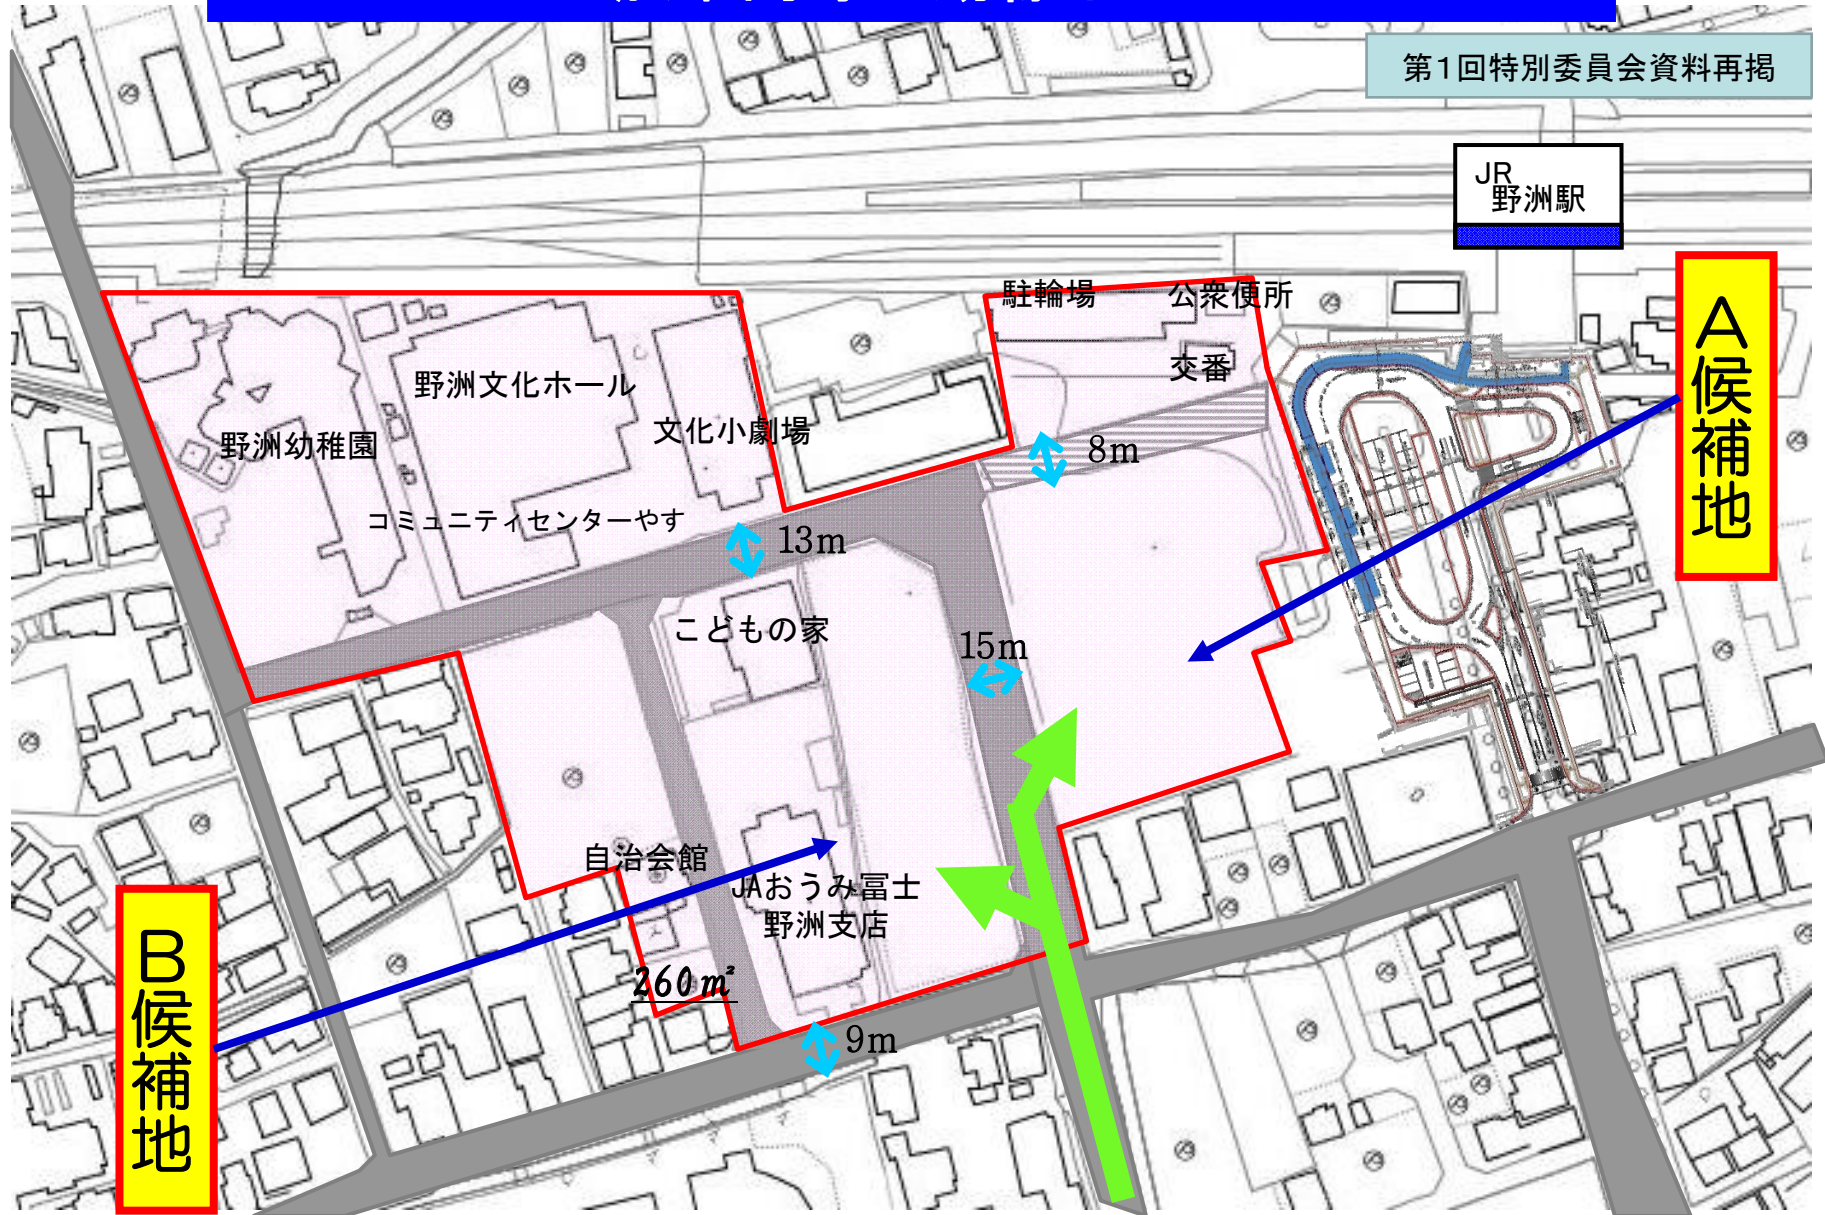 第1回特別委員会資料再掲
JR
野洲駅
A候補地
駐輪場
公衆便所
交番
野洲文化ホール
文化小劇場
野洲幼稚園
8m
コミュニティセンターやす
13m
こどもの家
15m
自治会館
JAおうみ冨士
野洲支店
B候補地
260㎡
9m